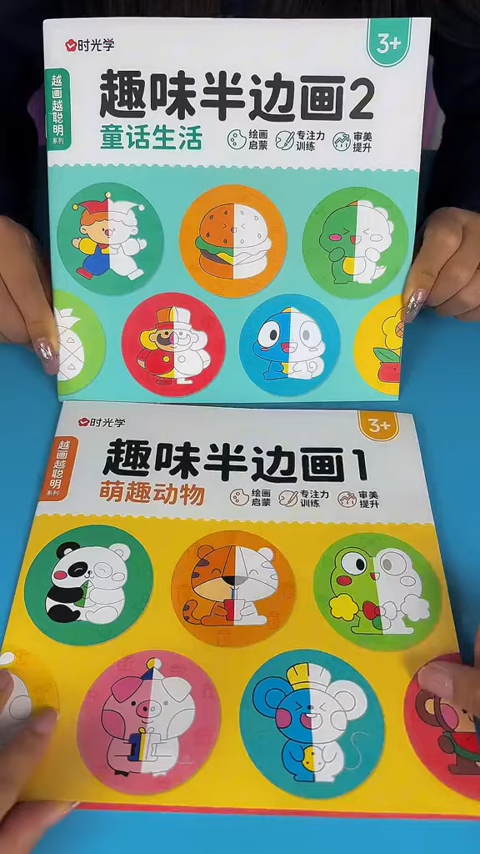 时光学
3+
越画越聪明
系列
趣味半边画2
童话生活
绘画
启蒙
专注力
训练
审美
提升
时光学
3+
越画越聪明
系列
趣味半边画1
萌趣动物
绘画
启蒙
专注力
训练
审美
提升